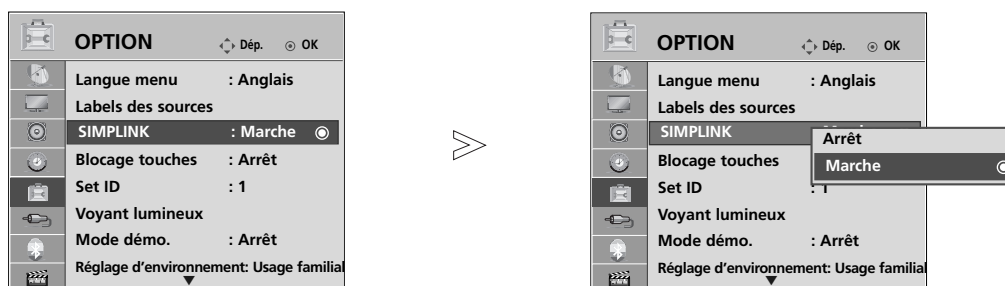 OPTION Dép. OK
Langue menu : Anglais
Labels des sources
SIMPLINK : Marche
Blocage touches : Arrêt
Set ID : 1
Voyant lumineux
Mode démo. : Arrêt
Réglage d'environnement: Usage familial
OPTION Dép. OK
Langue menu : Anglais
Labels des sources
SIMPLINK
Arrêt
Blocage touches
Marche
Set ID : 1
Voyant lumineux
Mode démo. : Arrêt
Réglage d'environnement: Usage familial